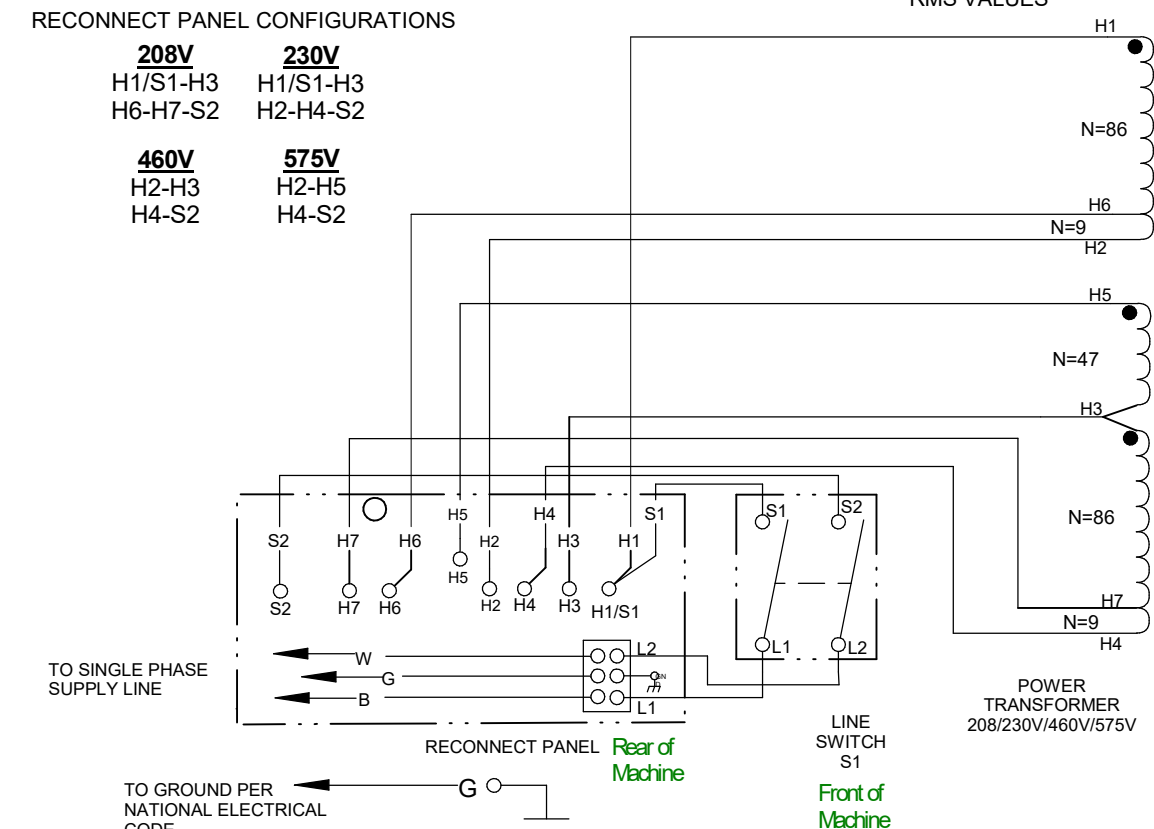 RMS VALUES
RECONNECT PANEL CONFIGURATIONS
208V 230V
H1/S1-H3 H1/S1-H3
H6-H7-S2 H2-H4-S2
460V 575V
H2-H3 H2-H5
H4-S2 H4-S2
H1
N=86
H6
N=9
H2
H5
N=47
H3
N=86
H7
N=9
H4
POWER
TRANSFORMER
208/230V/460V/575V
S2 H7 H6 H5 H2 H4 H3 H1 S1
S2 H7 H6 H5 H2 H4 H3 H1/S1
S1 S2
L1 L2
W L2
G GND
B L1
TO SINGLE PHASE
SUPPLY LINE
RECONNECT PANEL
Rear of
Machine
LINE
SWITCH
S1
Front of
Machine
TO GROUND PER
NATIONAL ELECTRICAL
CODE
G